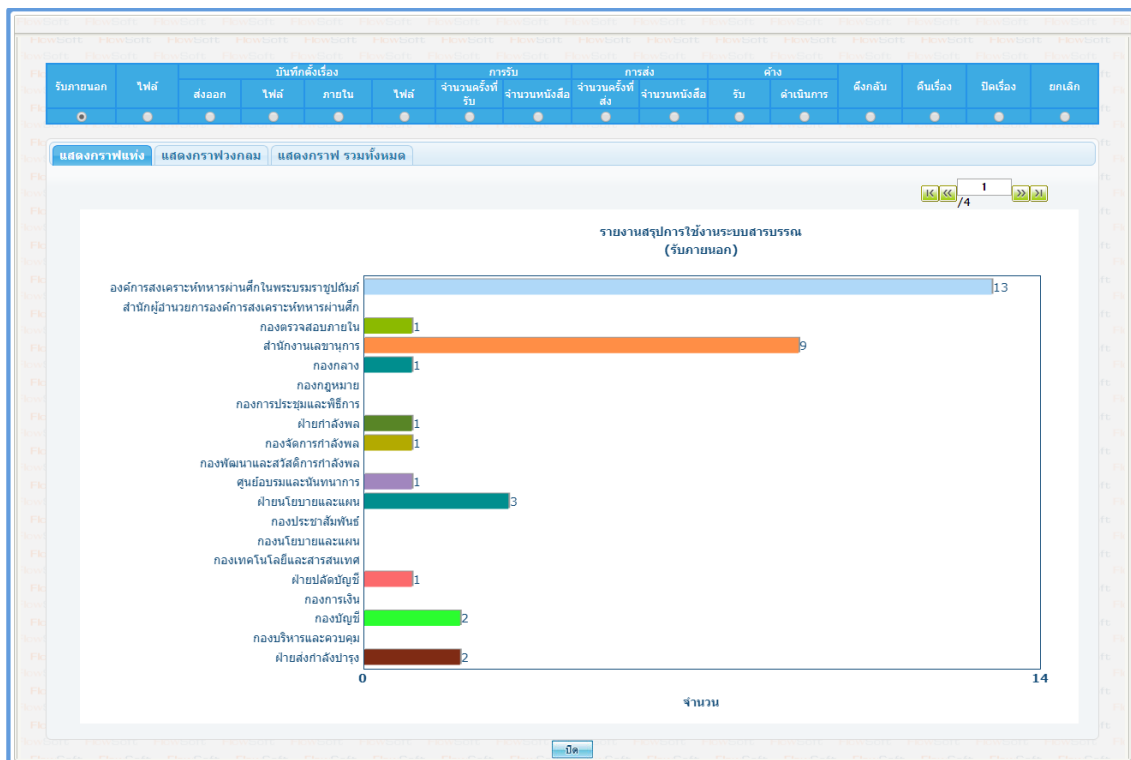 บันทึกตั้งเรื่อง การรับ การส่ง ค้าง
รับภายนอก ไฟล์ ส่งออก ไฟล์ ภายใน ไฟล์ จำนวนครั้งที่รับ จำนวนหนังสือ จำนวนครั้งที่ส่ง จำนวนหนังสือ รับ ดำเนินการ ดึงกลับ คืนเรื่อง ปิดเรื่อง ยกเลิก
แสดงกราฟแท่ง แสดงกราฟวงกลม แสดงกราฟ รวมทั้งหมด
1
/4
รายงานสรุปการใช้งานระบบสารบรรณ
(รับภายนอก)
องค์การสงเคราะห์ทหารผ่านศึกในพระบรมราชูปถัมภ์ 13
สำนักผู้อำนวยการองค์การสงเคราะห์ทหารผ่านศึก
กองตรวจสอบภายใน 1
สำนักงานเลขานุการ 9
กองกลาง 1
กองกฎหมาย
กองการประชุมและพิธีการ
ฝ่ายกำลังพล 1
กองจัดการกำลังพล 1
กองพัฒนาและสวัสดิการกำลังพล
ศูนย์อบรมและนันทนาการ 1
ฝ่ายนโยบายและแผน 3
กองประชาสัมพันธ์
กองนโยบายและแผน
กองเทคโนโลยีและสารสนเทศ
ฝ่ายปลัดบัญชี 1
กองการเงิน
กองบัญชี 2
กองบริหารและควบคุม
ฝ่ายส่งกำลังบำรุง 2
0 14
จำนวน
ปิด